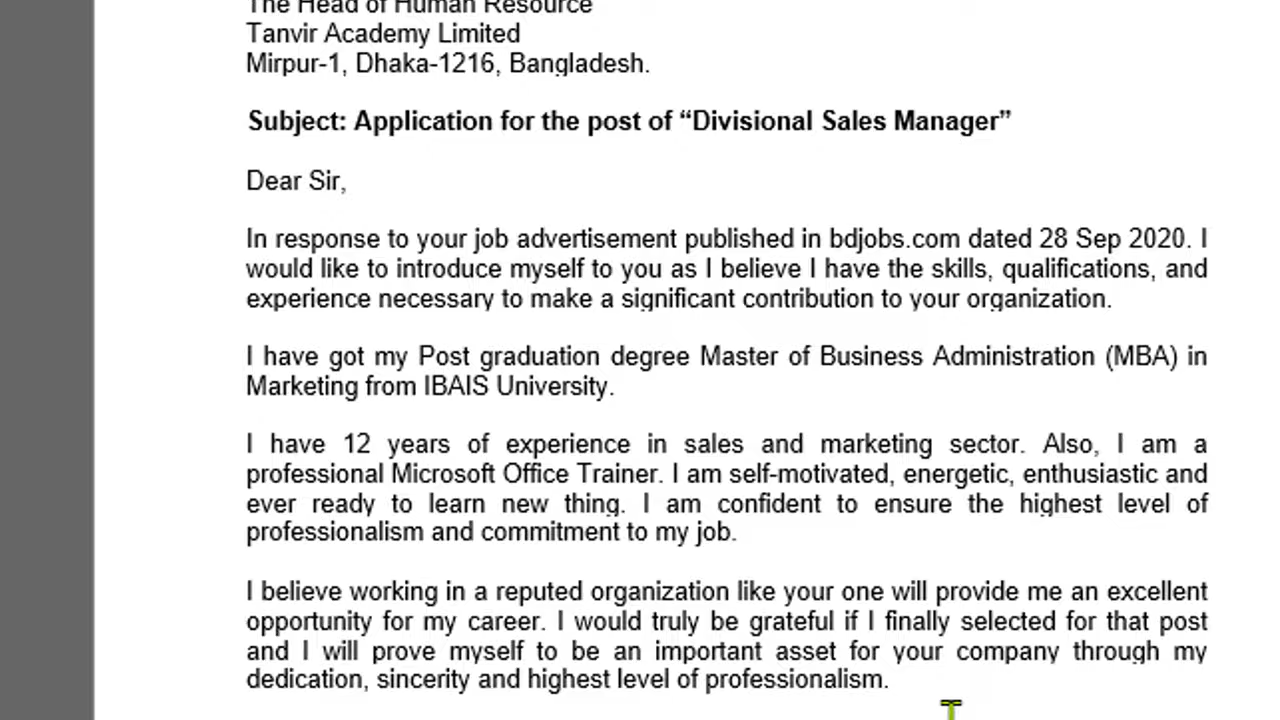 The Head of Human Resource
Tanvir Academy Limited
Mirpur-1, Dhaka-1216, Bangladesh.
Subject: Application for the post of “Divisional Sales Manager”
Dear Sir,
In response to your job advertisement published in bdjobs.com dated 28 Sep 2020. I
would like to introduce myself to you as I believe I have the skills, qualifications, and
experience necessary to make a significant contribution to your organization.
I have got my Post graduation degree Master of Business Administration (MBA) in
Marketing from IBAIS University.
I have 12 years of experience in sales and marketing sector. Also, I am a
professional Microsoft Office Trainer. I am self-motivated, energetic, enthusiastic and
ever ready to learn new thing. I am confident to ensure the highest level of
professionalism and commitment to my job.
I believe working in a reputed organization like your one will provide me an excellent
opportunity for my career. I would truly be grateful if I finally selected for that post
and I will prove myself to be an important asset for your company through my
dedication, sincerity and highest level of professionalism.